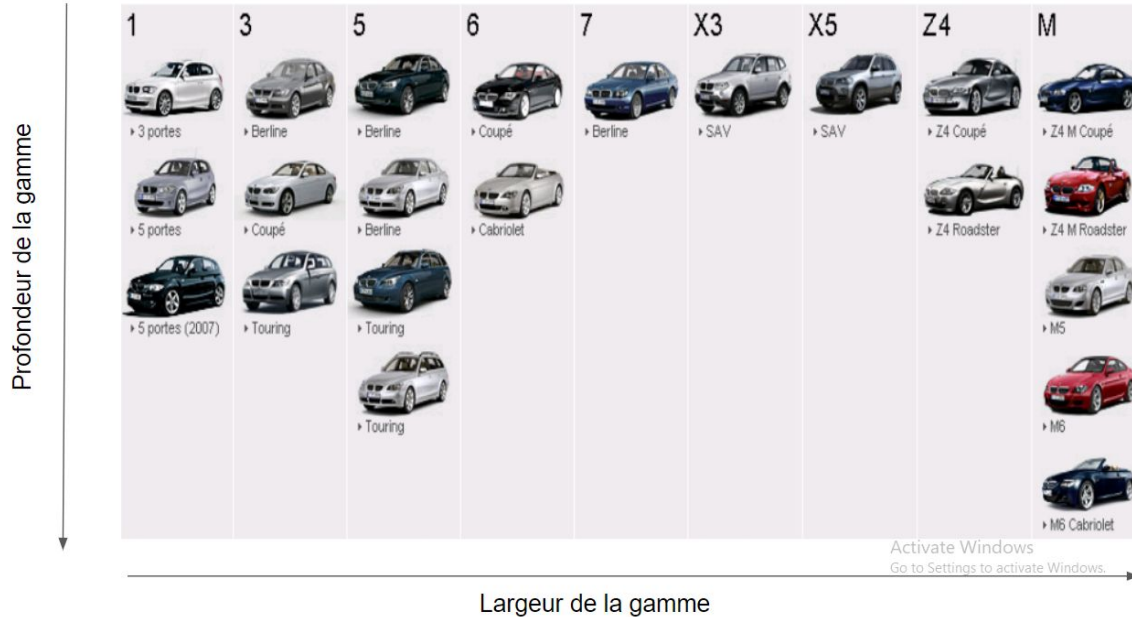 1 3 5 6 7 X3 X5 Z4 M
3 portes Berline Berline Coupé Berline SAV SAV Z4 Coupé Z4 M Coupé
5 portes Coupé Berline Cabriolet Z4 Roadster Z4 M Roadster
5 portes (2007) Touring Touring M5
Touring M6
M6 Cabriolet
Profondeur de la gamme
Activate Windows
Go to Settings to activate Windows.
Largeur de la gamme